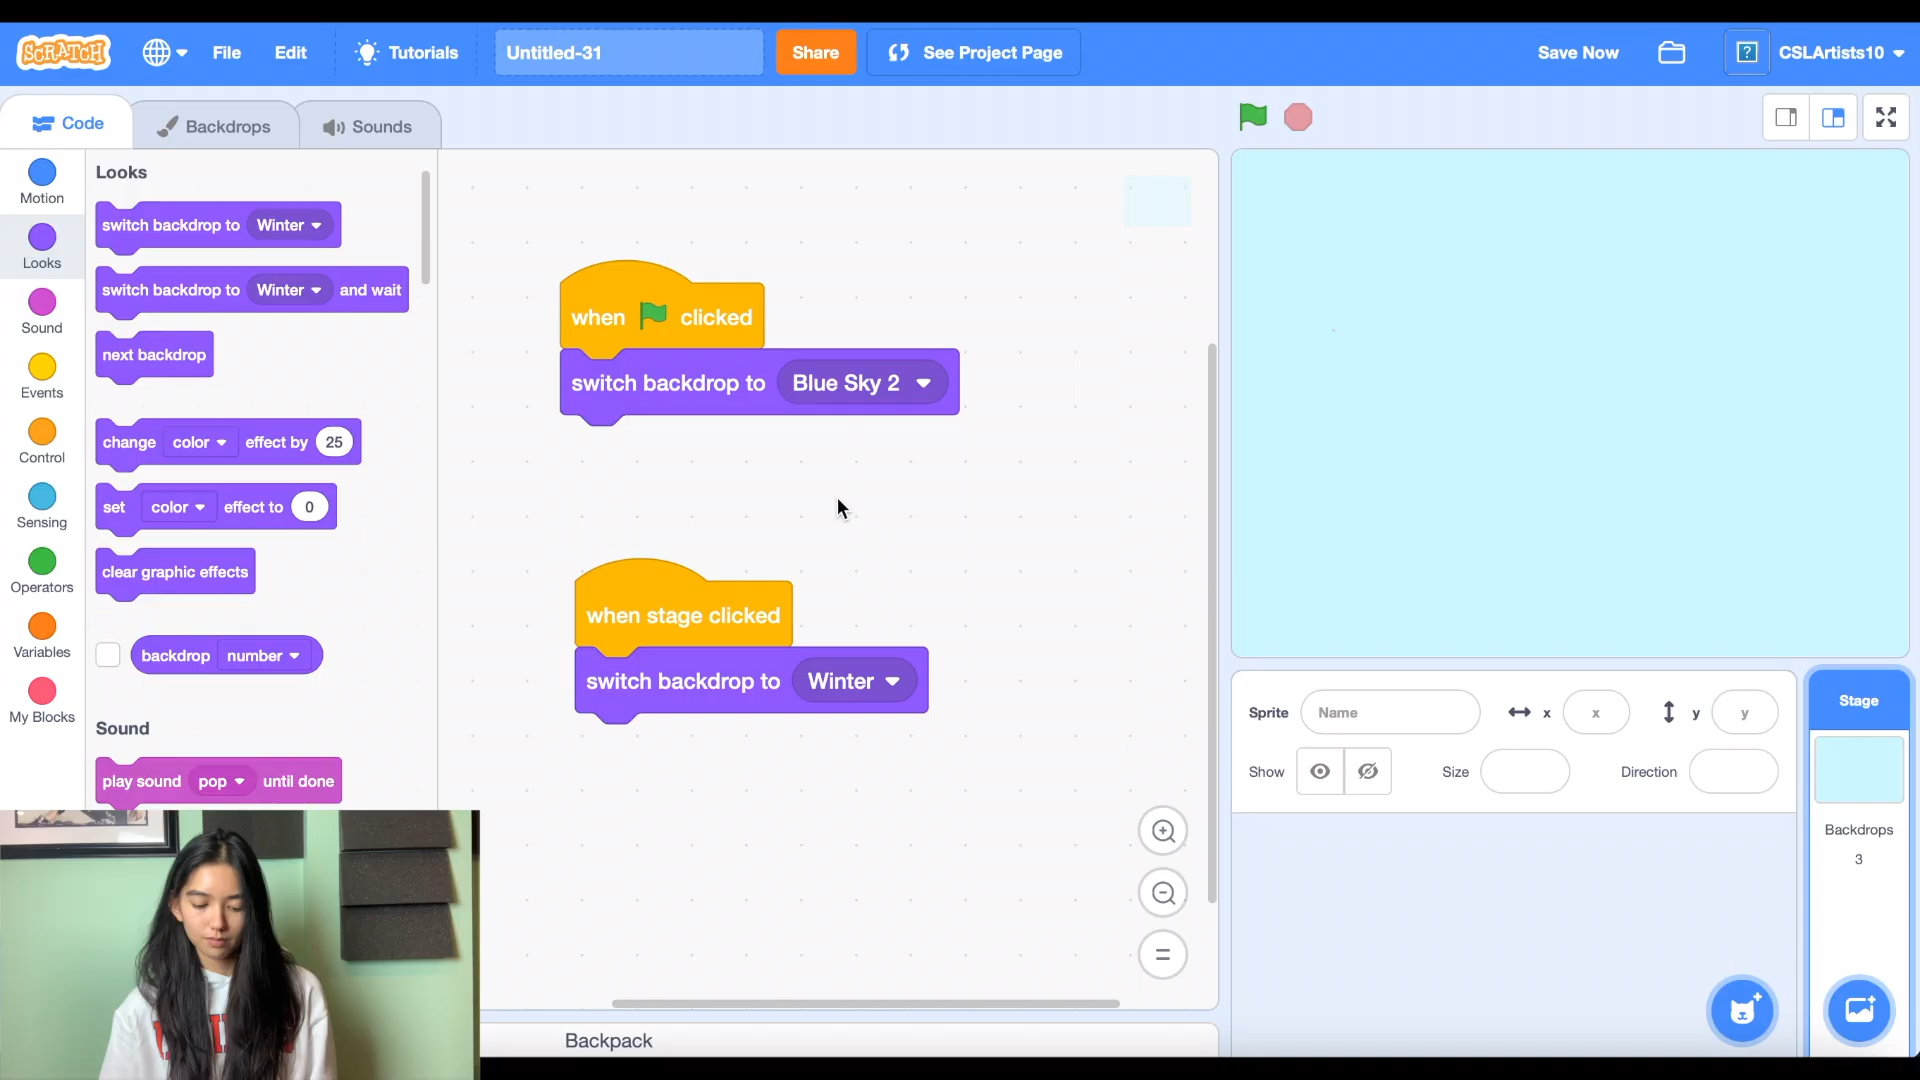 SCRATCH File Edit Tutorials Untitled-31 Share See Project Page Save Now ? CSLArtists10
Code Backdrops Sounds
Motion
Looks
Sound
Events
Control
Sensing
Operators
Variables
My Blocks
Looks
switch backdrop to Winter
switch backdrop to Winter and wait
next backdrop
change color effect by 25
set color effect to 0
clear graphic effects
backdrop number
Sound
play sound pop until done
when clicked
switch backdrop to Blue Sky 2
when stage clicked
switch backdrop to Winter
Backpack
Sprite Name x x y y
Show Size Direction
Stage
Backdrops
3